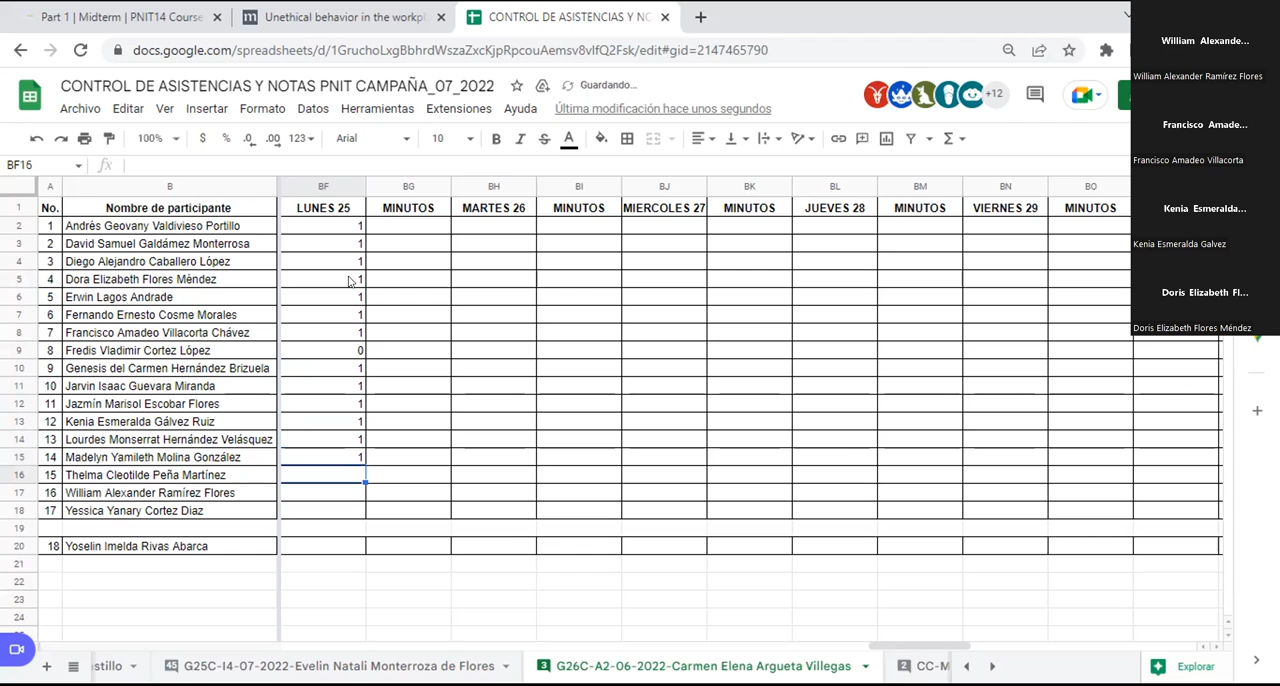 Part 1 | Midterm | PNIT14 Course
Unethical behavior in the workpl
CONTROL DE ASISTENCIAS Y NO
docs.google.com/spreadsheets/d/1GruchoLxgBbhrdWszaZxcKjpRpcouAemsv8vlfQ2Fsk/edit#gid=2147465790
CONTROL DE ASISTENCIAS Y NOTAS PNIT CAMPAÑA_07_2022
Guardando...
+12
Archivo Editar Ver Insertar Formato Datos Herramientas Extensiones Ayuda Última modificación hace unos segundos
100% $ % .0 .00 123 Arial 10 B I S A
BF16 fx
A B BF BG BH BI BJ BK BL BM BN BO
1 No. Nombre de participante LUNES 25 MINUTOS MARTES 26 MINUTOS MIERCOLES 27 MINUTOS JUEVES 28 MINUTOS VIERNES 29 MINUTOS
2 1 Andrés Geovany Valdivieso Portillo 1
3 2 David Samuel Galdámez Monterrosa 1
4 3 Diego Alejandro Caballero López 1
5 4 Dora Elizabeth Flores Méndez 1
6 5 Erwin Lagos Andrade 1
7 6 Fernando Ernesto Cosme Morales 1
8 7 Francisco Amadeo Villacorta Chávez 1
9 8 Fredis Vladimir Cortez López 0
10 9 Genesis del Carmen Hernández Brizuela 1
11 10 Jarvin Isaac Guevara Miranda 1
12 11 Jazmín Marisol Escobar Flores 1
13 12 Kenia Esmeralda Gálvez Ruiz 1
14 13 Lourdes Monserrat Hernández Velásquez 1
15 14 Madelyn Yamileth Molina González 1
16 15 Thelma Cleotilde Peña Martínez
17 16 William Alexander Ramírez Flores
18 17 Yessica Yanary Cortez Diaz
19
20 18 Yoselin Imelda Rivas Abarca
21
22
23
24
stillo
45 G25C-I4-07-2022-Evelin Natali Monterroza de Flores
3 G26C-A2-06-2022-Carmen Elena Argueta Villegas
2 CC-M
Explorar
William Alexande...
William Alexander Ramírez Flores
Francisco Amade...
Francisco Amadeo Villacorta
Kenia Esmeralda...
Kenia Esmeralda Galvez
Doris Elizabeth Fl...
Doris Elizabeth Flores Méndez